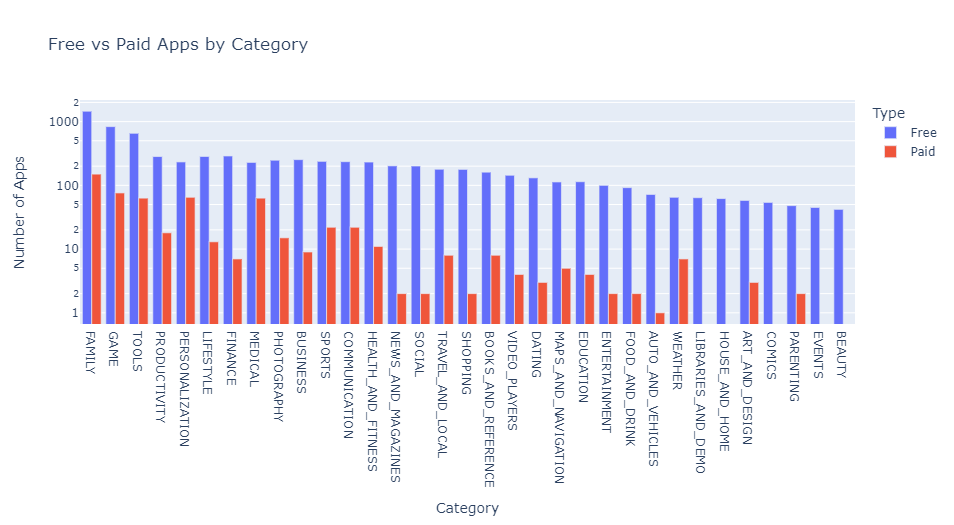 Free vs Paid Apps by Category
Number of Apps
2
1000
5
2
100
5
2
10
5
2
1
FAMILY
GAME
TOOLS
PRODUCTIVITY
PERSONALIZATION
LIFESTYLE
FINANCE
MEDICAL
PHOTOGRAPHY
BUSINESS
SPORTS
COMMUNICATION
HEALTH_AND_FITNESS
NEWS_AND_MAGAZINES
SOCIAL
TRAVEL_AND_LOCAL
SHOPPING
BOOKS_AND_REFERENCE
VIDEO_PLAYERS
DATING
MAPS_AND_NAVIGATION
EDUCATION
ENTERTAINMENT
FOOD_AND_DRINK
AUTO_AND_VEHICLES
WEATHER
LIBRARIES_AND_DEMO
HOUSE_AND_HOME
ART_AND_DESIGN
COMICS
PARENTING
EVENTS
BEAUTY
Category
Type
Free
Paid